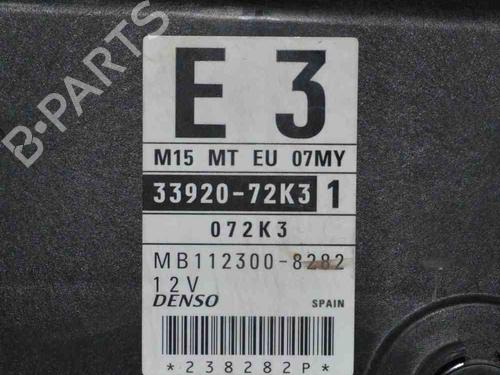 E 3
M15 MT EU 07MY
33920-72K3 1
072K3
MB112300-8282
12V
DENSO SPAIN
*238282P*
B-PARTS